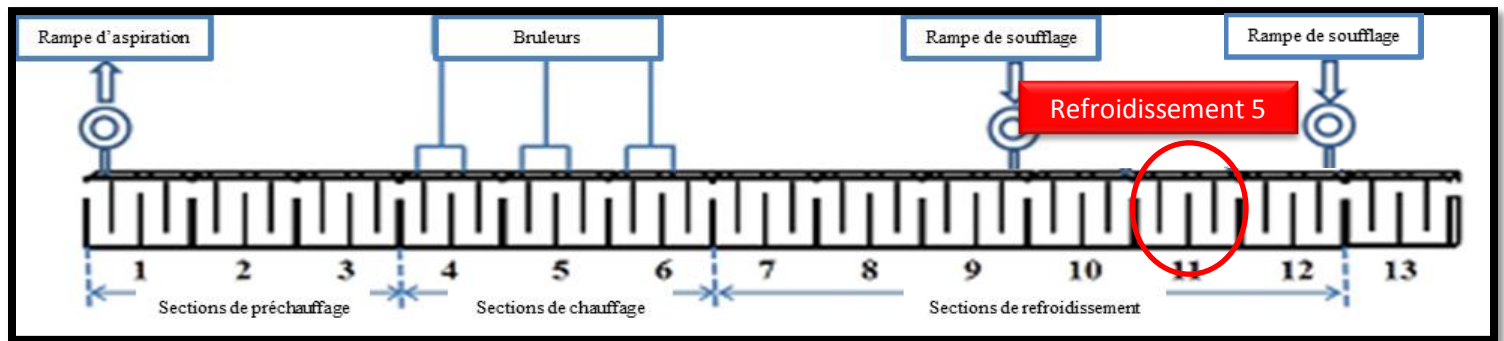 Rampe d'aspiration
Bruleurs
Rampe de soufflage
Rampe de soufflage
Refroidissement 5
1 2 3 4 5 6 7 8 9 10 11 12 13
Sections de préchauffage
Sections de chauffage
Sections de refroidissement